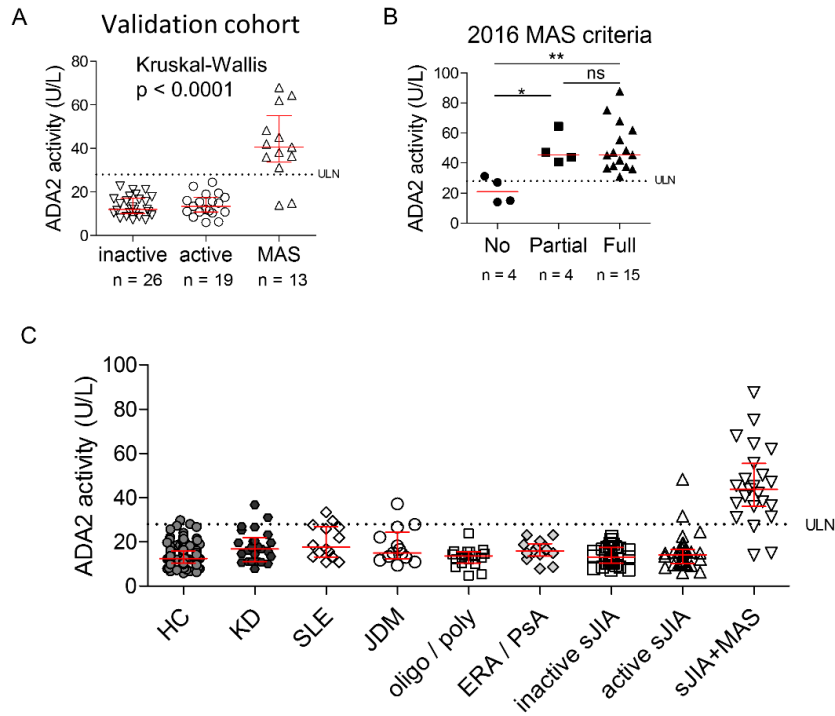 A
Validation cohort
Kruskal-Wallis
p < 0.0001
ADA2 activity (U/L)
80
60
40
20
0
ULN
inactive active MAS
n = 26 n = 19 n = 13
B
2016 MAS criteria
**
ns
*
ADA2 activity (U/L)
100
80
60
40
20
0
ULN
No Partial Full
n = 4 n = 4 n = 15
C
ADA2 activity (U/L)
100
80
60
40
20
0
ULN
HC
KD
SLE
JDM
oligo / poly
ERA / PsA
inactive sJIA
active sJIA
sJIA+MAS